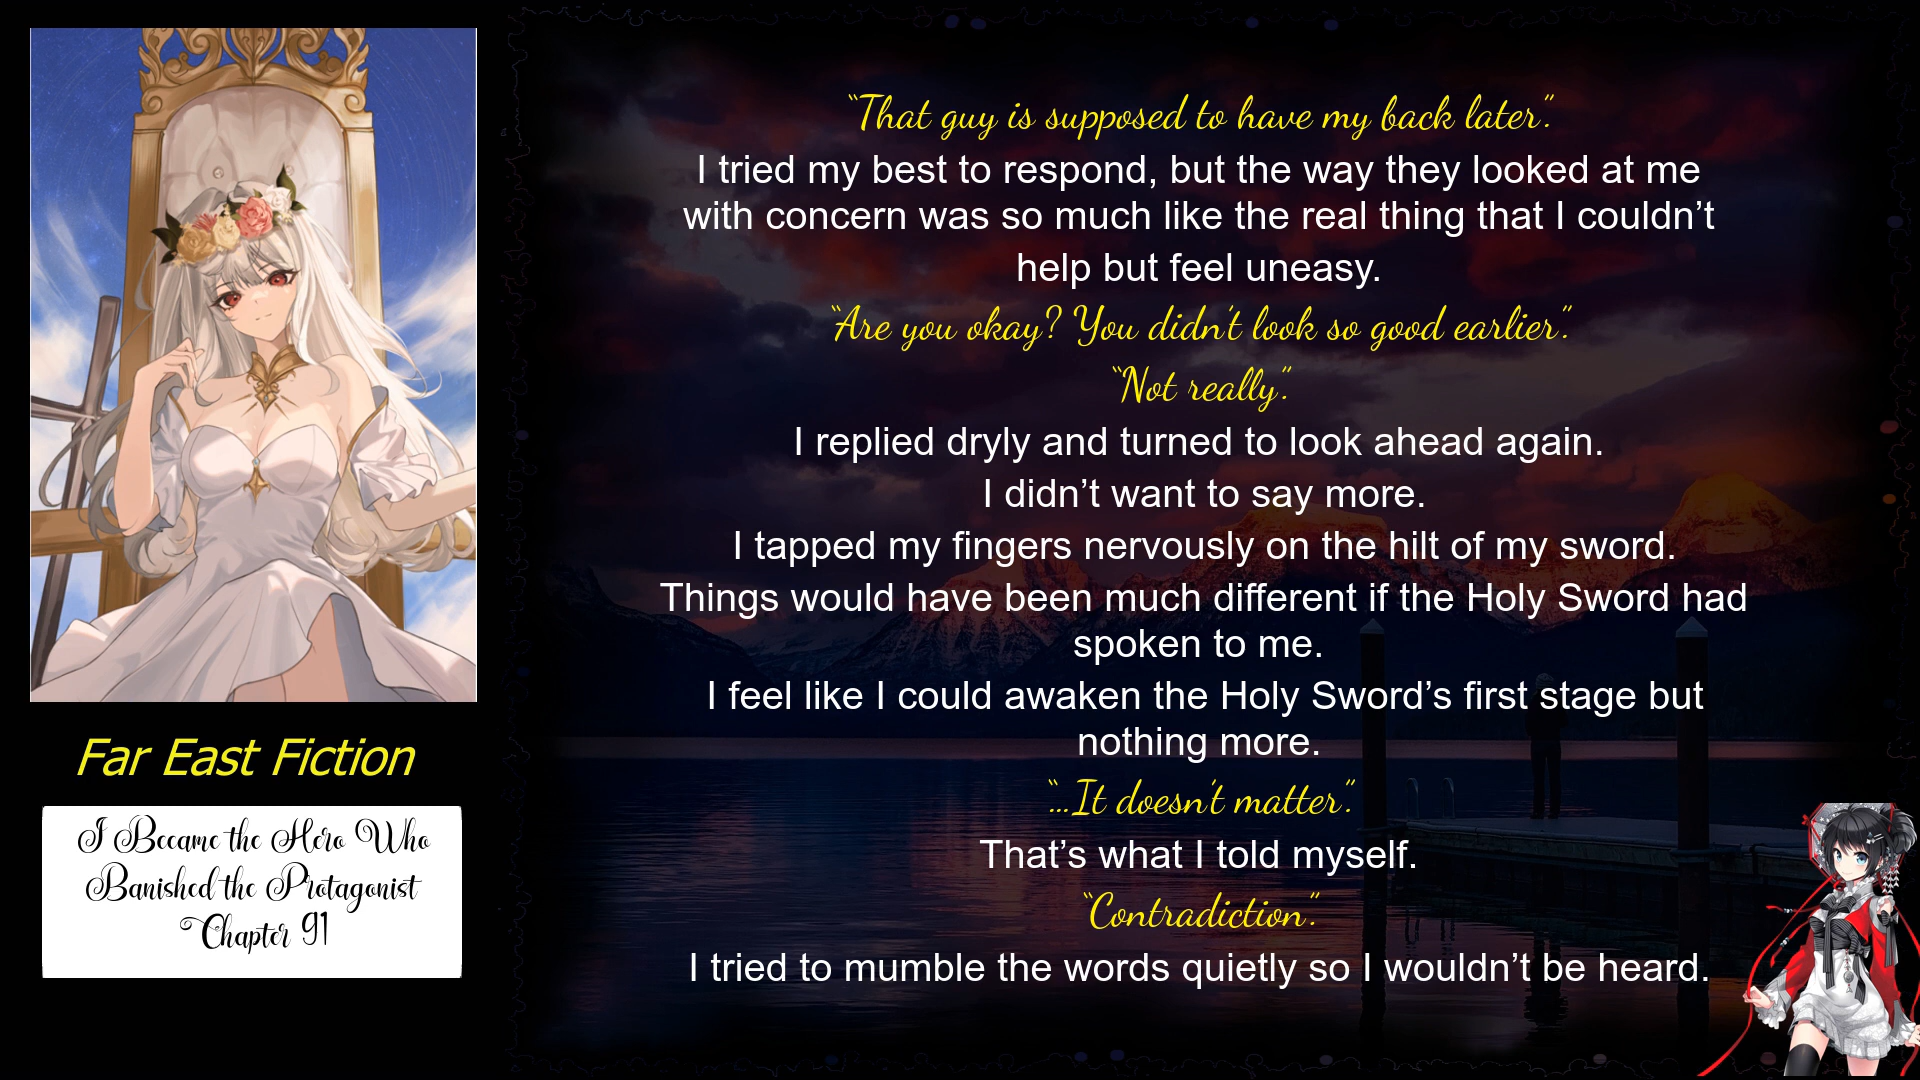 Far East Fiction
I Became the Hero Who
Banished the Protagonist
Chapter 91
“That guy is supposed to have my back later”.
I tried my best to respond, but the way they looked at me
with concern was so much like the real thing that I couldn’t
help but feel uneasy.
“Are you okay? You didn’t look so good earlier”.
“Not really”.
I replied dryly and turned to look ahead again.
I didn’t want to say more.
I tapped my fingers nervously on the hilt of my sword.
Things would have been much different if the Holy Sword had
spoken to me.
I feel like I could awaken the Holy Sword’s first stage but
nothing more.
“…It doesn’t matter”.
That’s what I told myself.
“Contradiction”.
I tried to mumble the words quietly so I wouldn’t be heard.